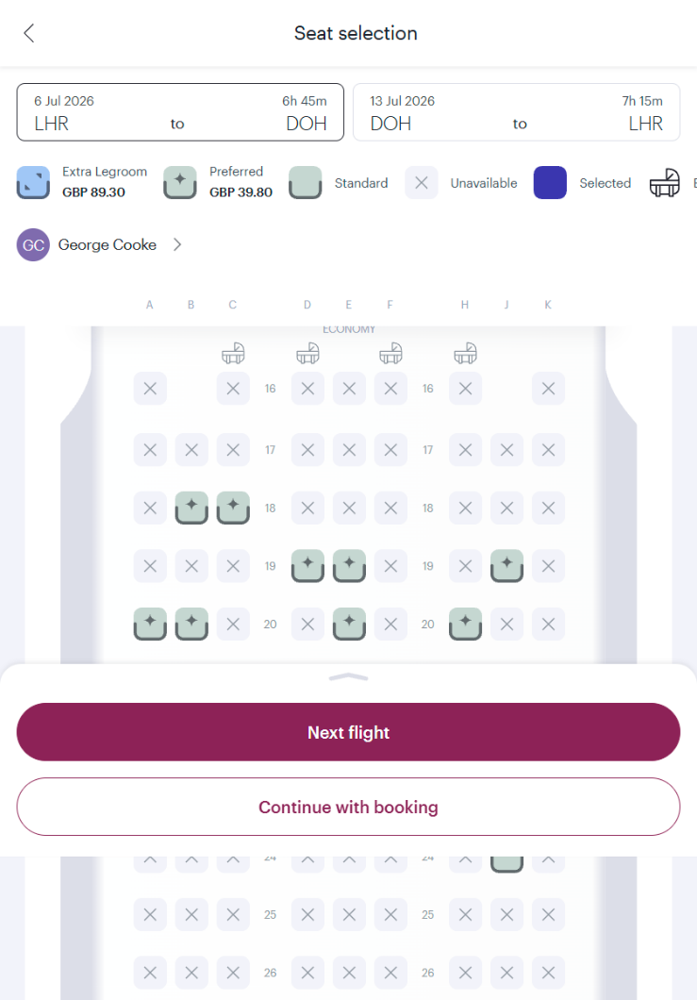 Seat selection
6 Jul 2026 6h 45m
LHR to DOH
13 Jul 2026 7h 15m
DOH to LHR
Extra Legroom
GBP 89.30
Preferred
GBP 39.80
Standard
Unavailable
Selected
GC George Cooke
A B C D E F H J K
ECONOMY
16 16
17 17
18 18
19 19
20 20
Next flight
Continue with booking
24 24
25 25
26 26